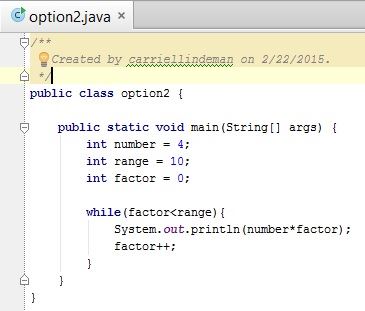 option2.java ×
/**
Created by carriellindeman on 2/22/2015.
*/
public class option2 {
public static void main(String[] args) {
int number = 4;
int range = 10;
int factor = 0;
while(factor<range){
System.out.println(number*factor);
factor++;
}
}
}